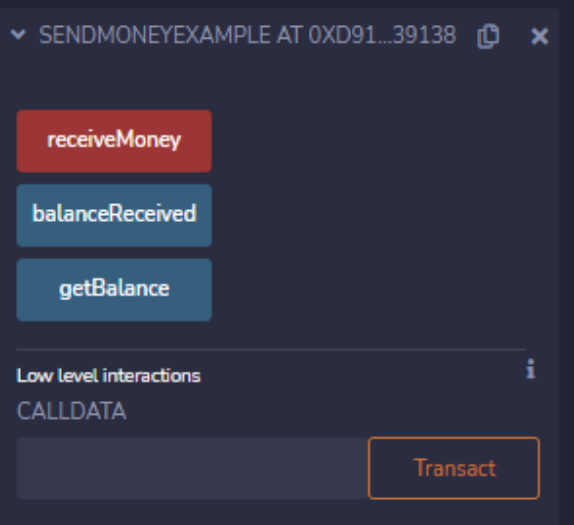 SENDMONEYEXAMPLE AT 0XD91...39138
receiveMoney
balanceReceived
getBalance
Low level interactions
CALLDATA
Transact